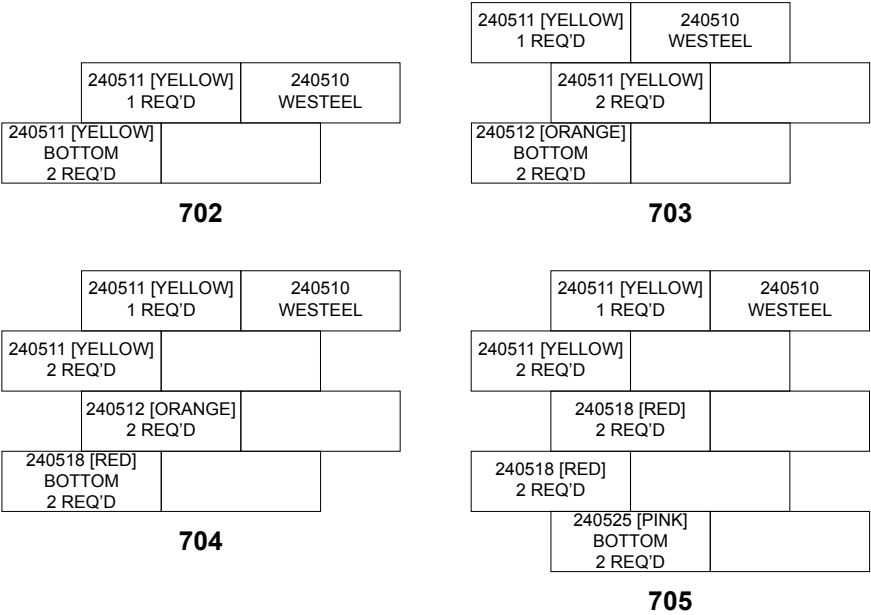 240511 [YELLOW]
1 REQ’D
240510
WESTEEL
240511 [YELLOW]
BOTTOM
2 REQ’D
702
240511 [YELLOW]
1 REQ’D
240510
WESTEEL
240511 [YELLOW]
2 REQ’D
240512 [ORANGE]
BOTTOM
2 REQ’D
703
240511 [YELLOW]
1 REQ’D
240510
WESTEEL
240511 [YELLOW]
2 REQ’D
240512 [ORANGE]
2 REQ’D
240518 [RED]
BOTTOM
2 REQ’D
704
240511 [YELLOW]
1 REQ’D
240510
WESTEEL
240511 [YELLOW]
2 REQ’D
240518 [RED]
2 REQ’D
240518 [RED]
2 REQ’D
240525 [PINK]
BOTTOM
2 REQ’D
705